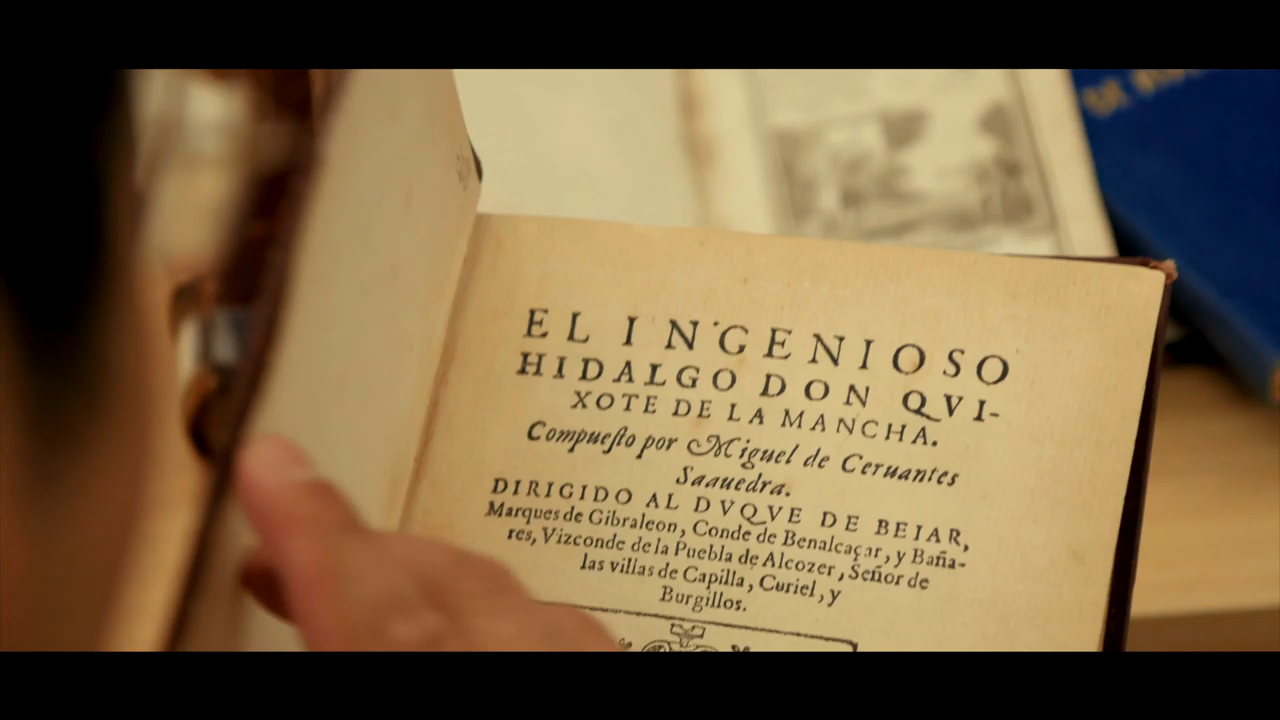 EL INGENIOSO
HIDALGO DON QVI-
XOTE DE LA MANCHA.
Compueſto por Miguel de Ceruantes
Saauedra.
DIRIGIDO AL DVQVE DE BEIAR,
Marques de Gibraleon, Conde de Benalcaçar, y Baña-
res, Vizconde de la Puebla de Alcozer, Señor de
las villas de Capilla, Curiel, y
Burgillos.